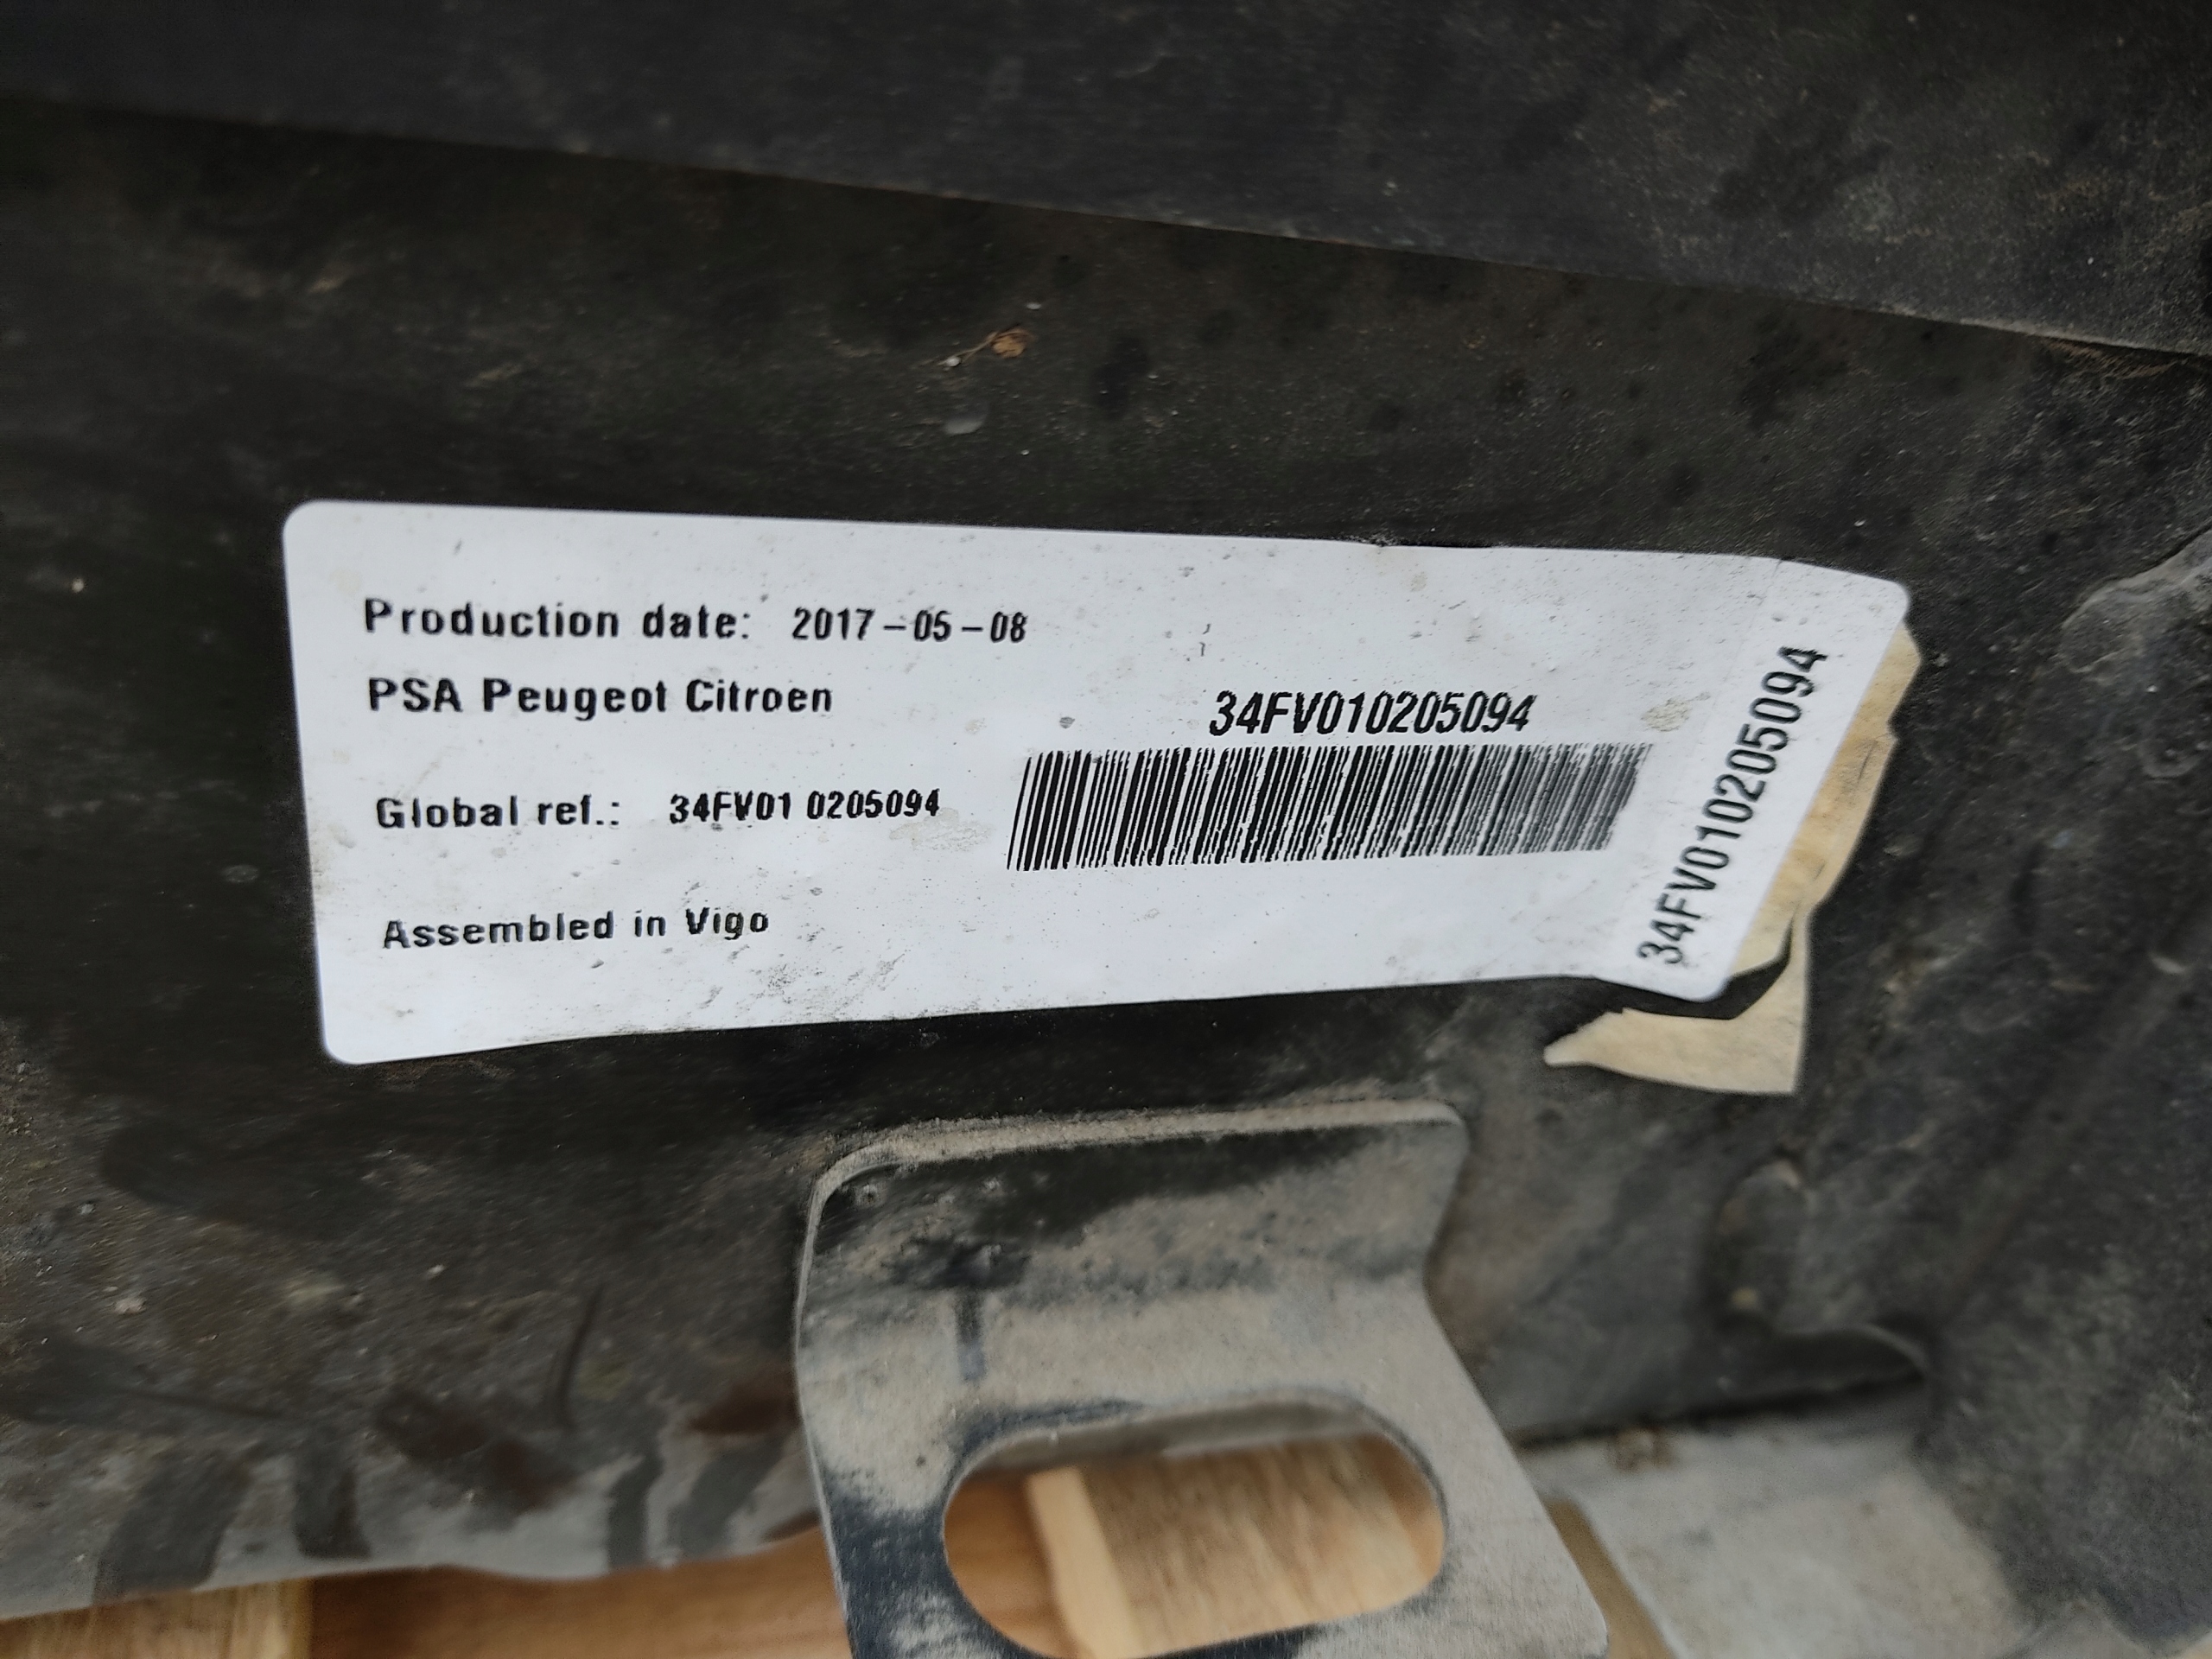 Production date: 2017-05-08
PSA Peugeot Citroen
34FV010205094
Global ref.: 34FV01 0205094
Assembled in Vigo
34FV010205094